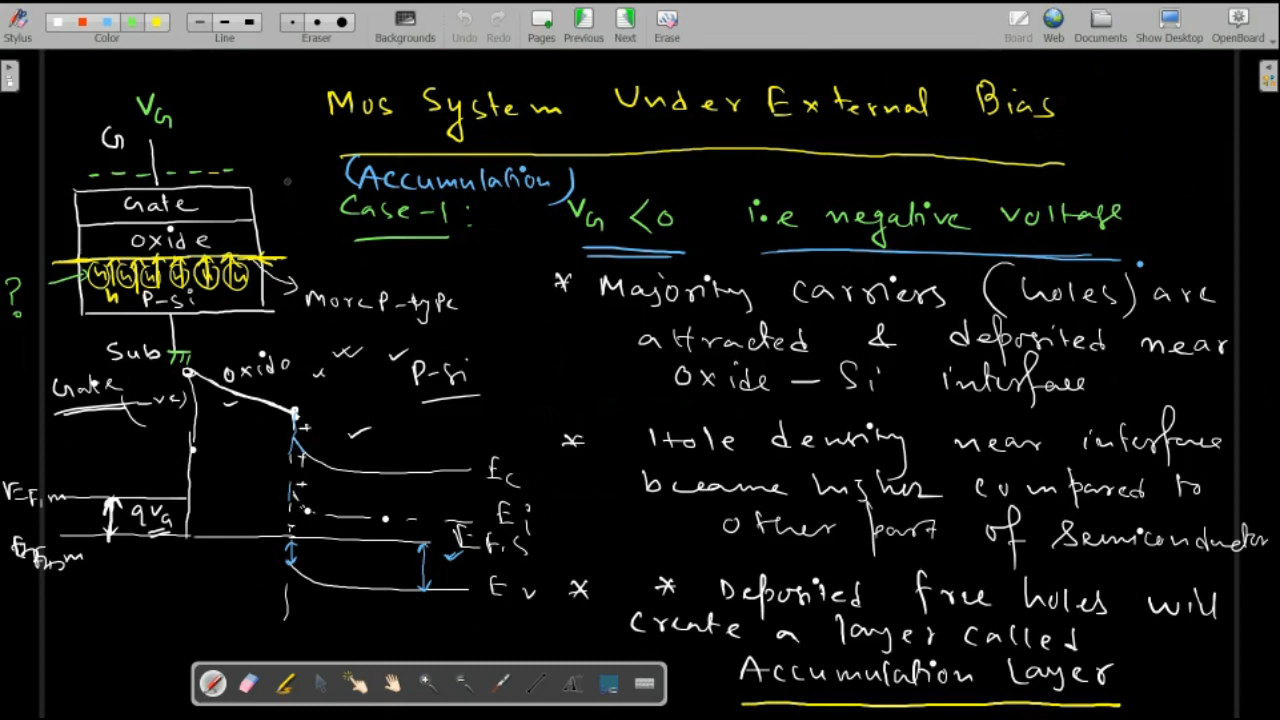 Stylus
Color
Line
Eraser
Backgrounds
Undo
Redo
Pages
Previous
Next
Erase
Board
Web
Documents
Show Desktop
OpenBoard
Mos System Under External Bias
(Accumulation)
Case-1: VG <0 i.e negative voltage
* Majority carriers (holes) are
attracted & deposited near
oxide - Si interface
* Hole density near interface
became higher compared to
other part of semiconductor
* * Deposited free holes will
create a layer called
Accumulation Layer
VG
G
Gate
oxide
h h h h h h
h
P-Si
?
More P-type
Sub
oxide
P-Si
Gate
(-ve)
EF,m
qVG
EC
Ei
EF,S
EV